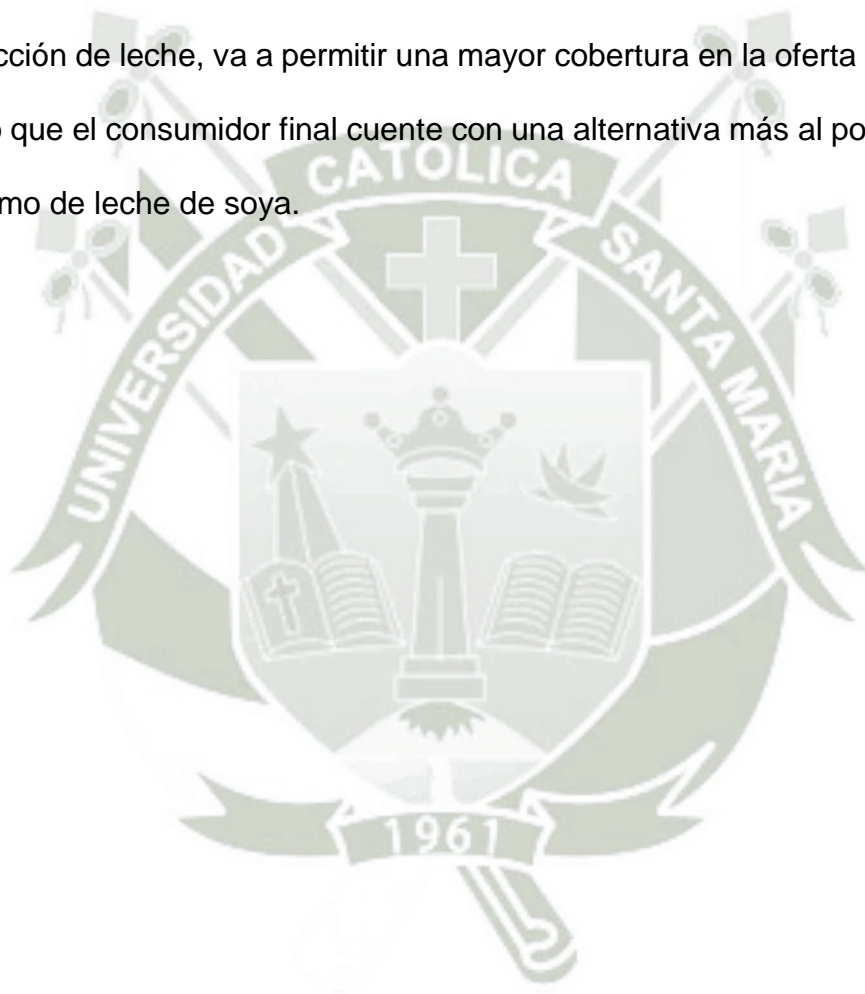 cción de leche, va a permitir una mayor cobertura en la oferta
o que el consumidor final cuente con una alternativa más al po
mo de leche de soya.
UNIVERSIDAD CATOLICA SANTA MARIA
1961